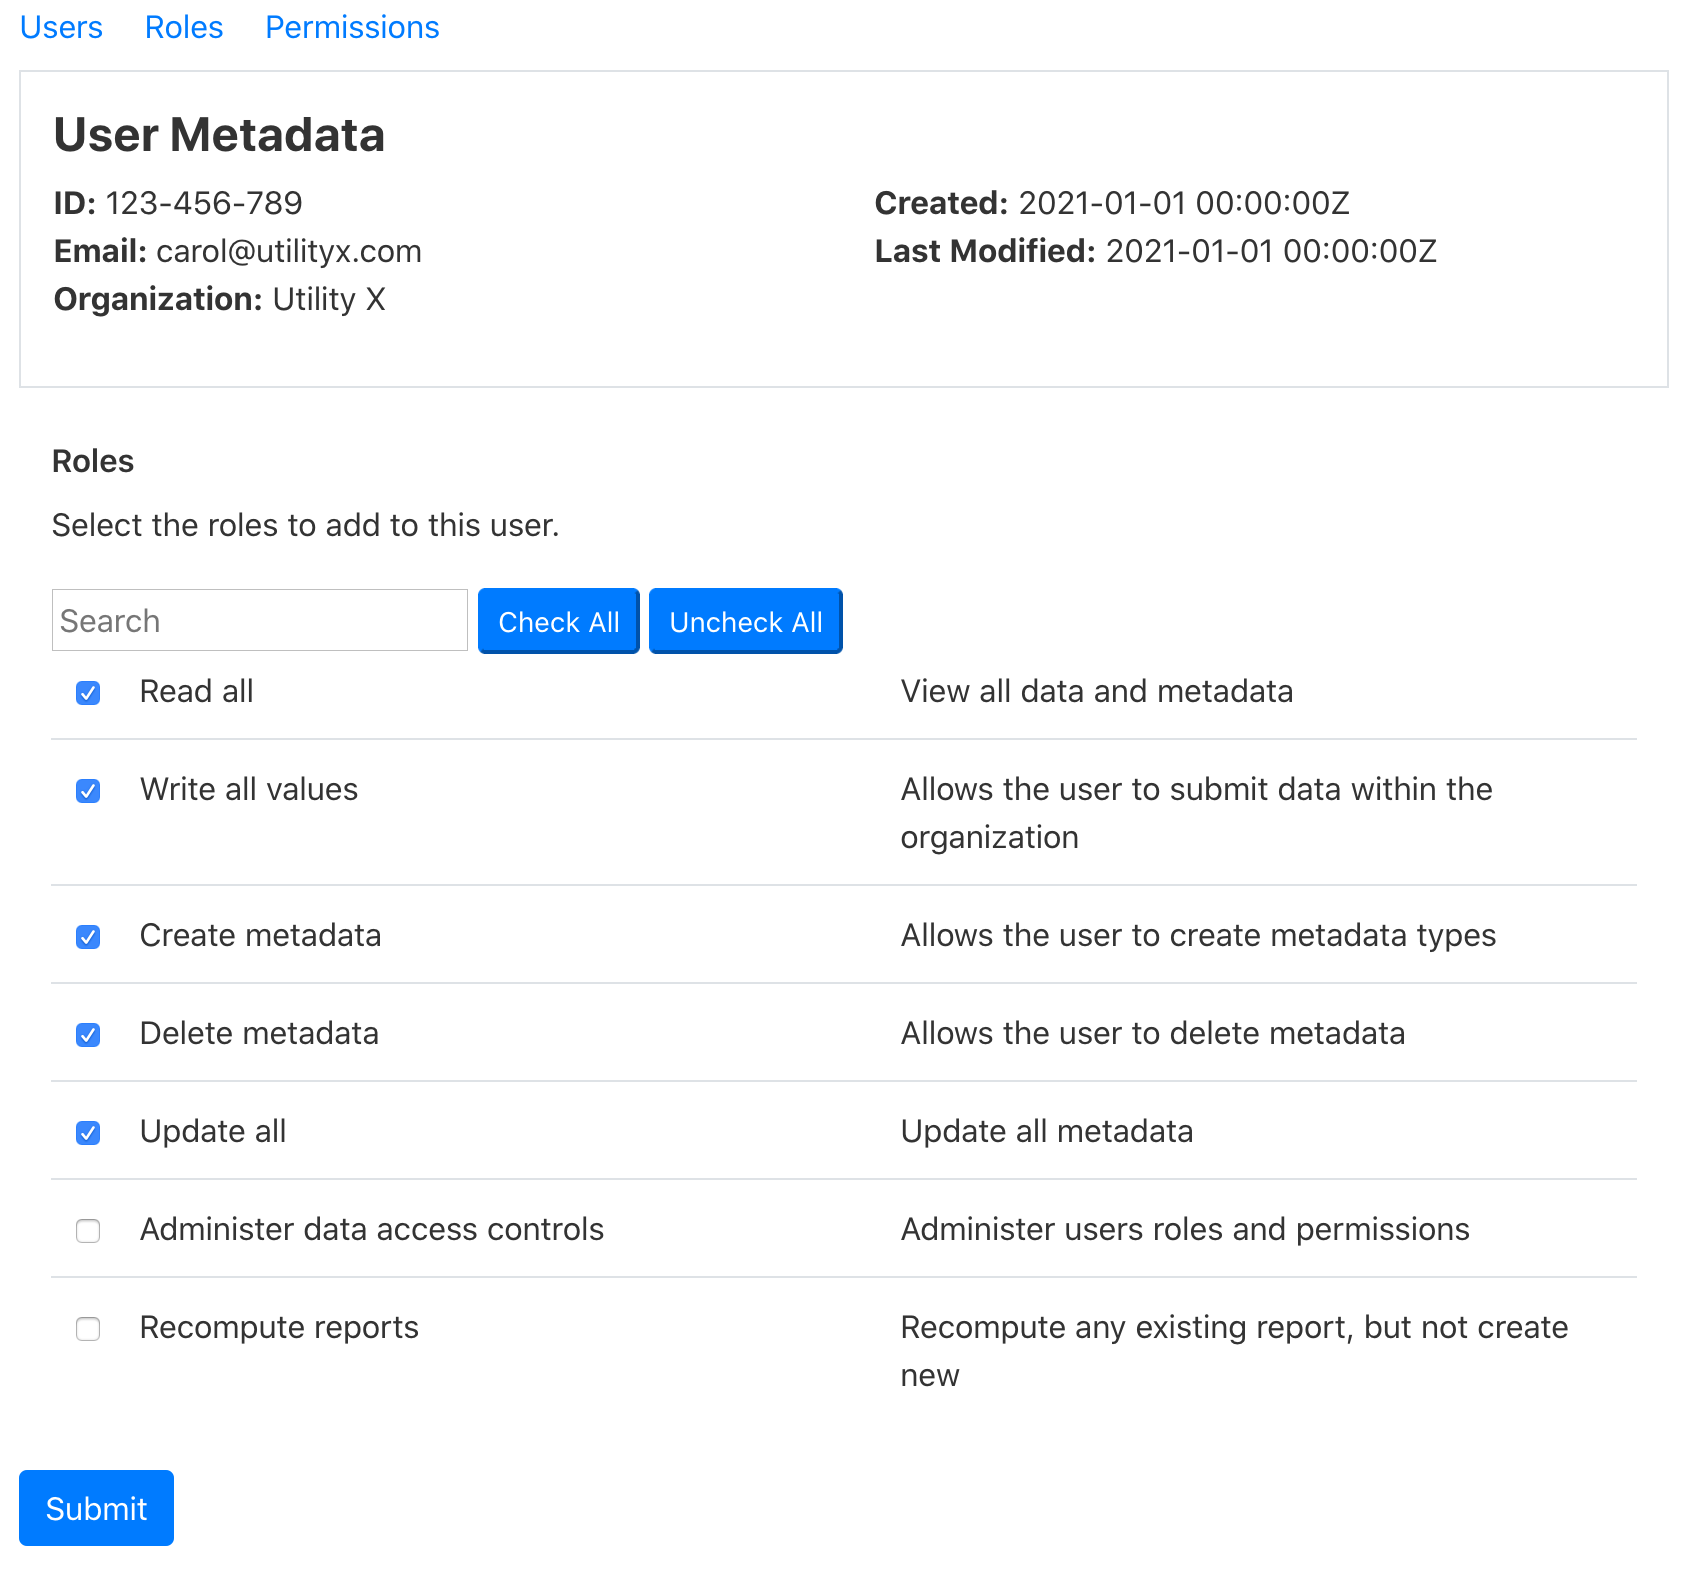 Users Roles Permissions
User Metadata
ID: 123-456-789
Created: 2021-01-01 00:00:00Z
Email: carol@utilityx.com
Last Modified: 2021-01-01 00:00:00Z
Organization: Utility X
Roles
Select the roles to add to this user.
Search Check All Uncheck All
Read all
View all data and metadata
Write all values
Allows the user to submit data within the
organization
Create metadata
Allows the user to create metadata types
Delete metadata
Allows the user to delete metadata
Update all
Update all metadata
Administer data access controls
Administer users roles and permissions
Recompute reports
Recompute any existing report, but not create
new
Submit